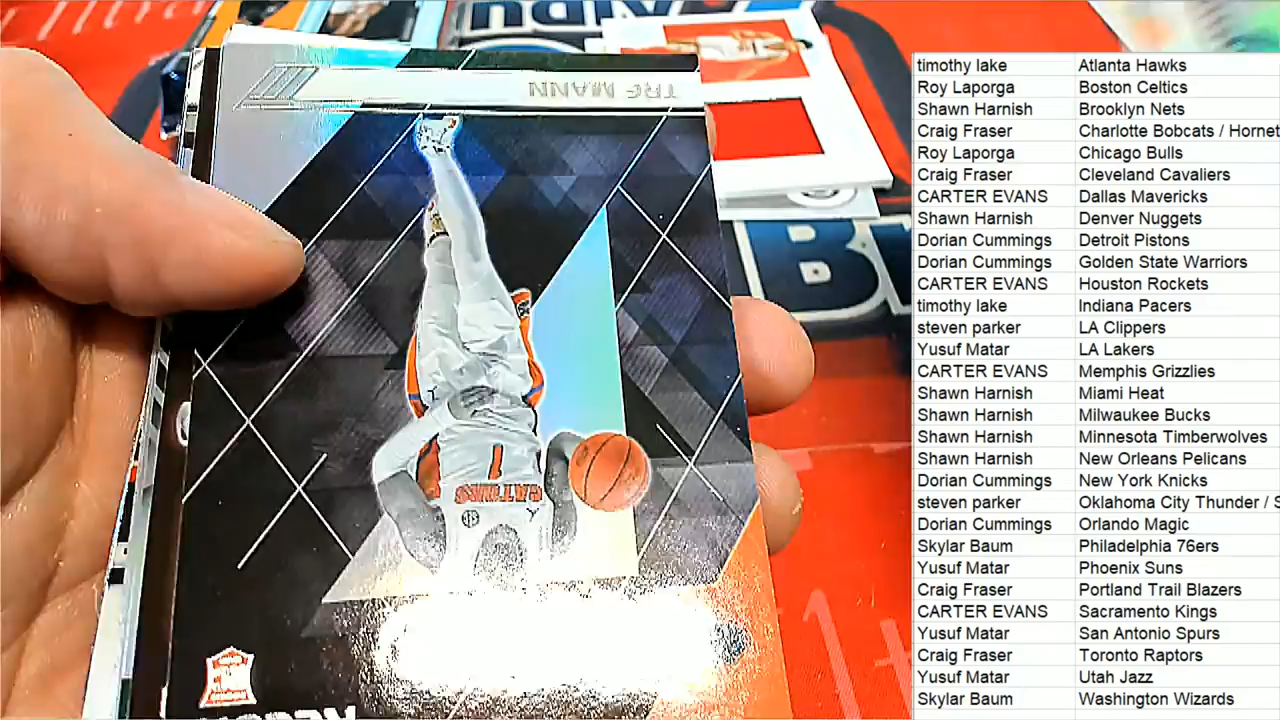 TRE MANN
GATORS
1
timothy lake Atlanta Hawks
Roy Laporga Boston Celtics
Shawn Harnish Brooklyn Nets
Craig Fraser Charlotte Bobcats / Hornet
Roy Laporga Chicago Bulls
Craig Fraser Cleveland Cavaliers
CARTER EVANS Dallas Mavericks
Shawn Harnish Denver Nuggets
Dorian Cummings Detroit Pistons
Dorian Cummings Golden State Warriors
CARTER EVANS Houston Rockets
timothy lake Indiana Pacers
steven parker LA Clippers
Yusuf Matar LA Lakers
CARTER EVANS Memphis Grizzlies
Shawn Harnish Miami Heat
Shawn Harnish Milwaukee Bucks
Shawn Harnish Minnesota Timberwolves
Shawn Harnish New Orleans Pelicans
Dorian Cummings New York Knicks
steven parker Oklahoma City Thunder / S
Dorian Cummings Orlando Magic
Skylar Baum Philadelphia 76ers
Yusuf Matar Phoenix Suns
Craig Fraser Portland Trail Blazers
CARTER EVANS Sacramento Kings
Yusuf Matar San Antonio Spurs
Craig Fraser Toronto Raptors
Yusuf Matar Utah Jazz
Skylar Baum Washington Wizards